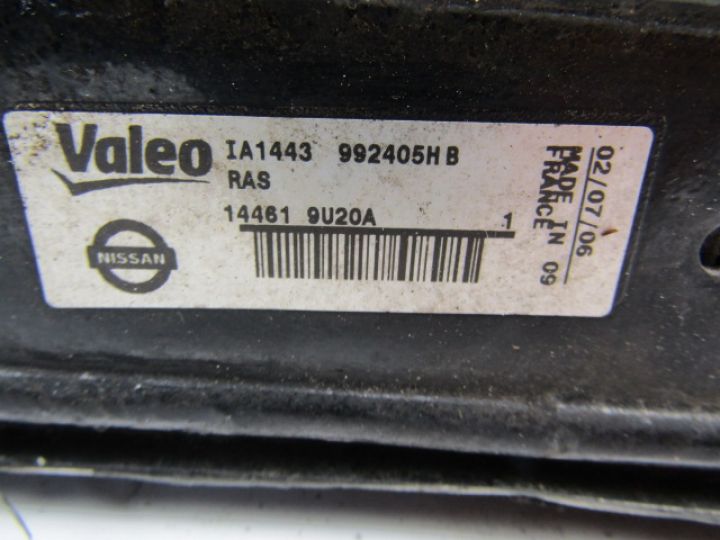 Valeo IA1443 992405H B
RAS
14461 9U20A 1
NISSAN
02/07/06
MADE IN
FRANCE 09